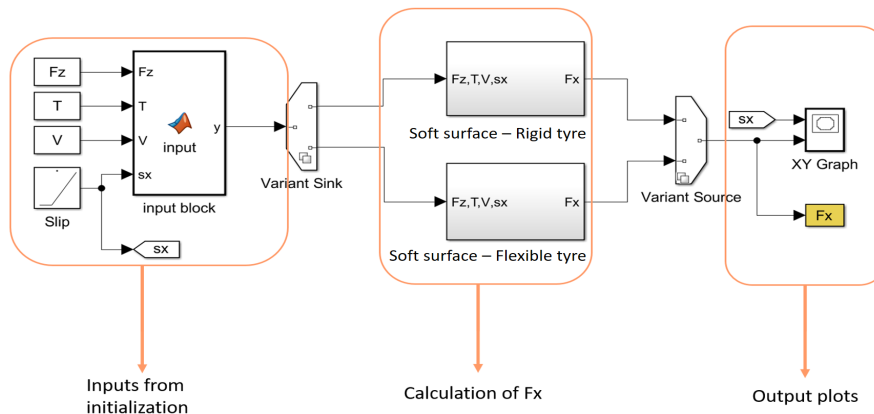 Fz
T
V
Slip
Fz
T
V
sx
input
y
input block
sx
Variant Sink
Fz,T,V,sx
Fx
Soft surface – Rigid tyre
Fz,T,V,sx
Fx
Soft surface – Flexible tyre
Variant Source
sx
XY Graph
Fx
Inputs from
initialization
Calculation of Fx
Output plots